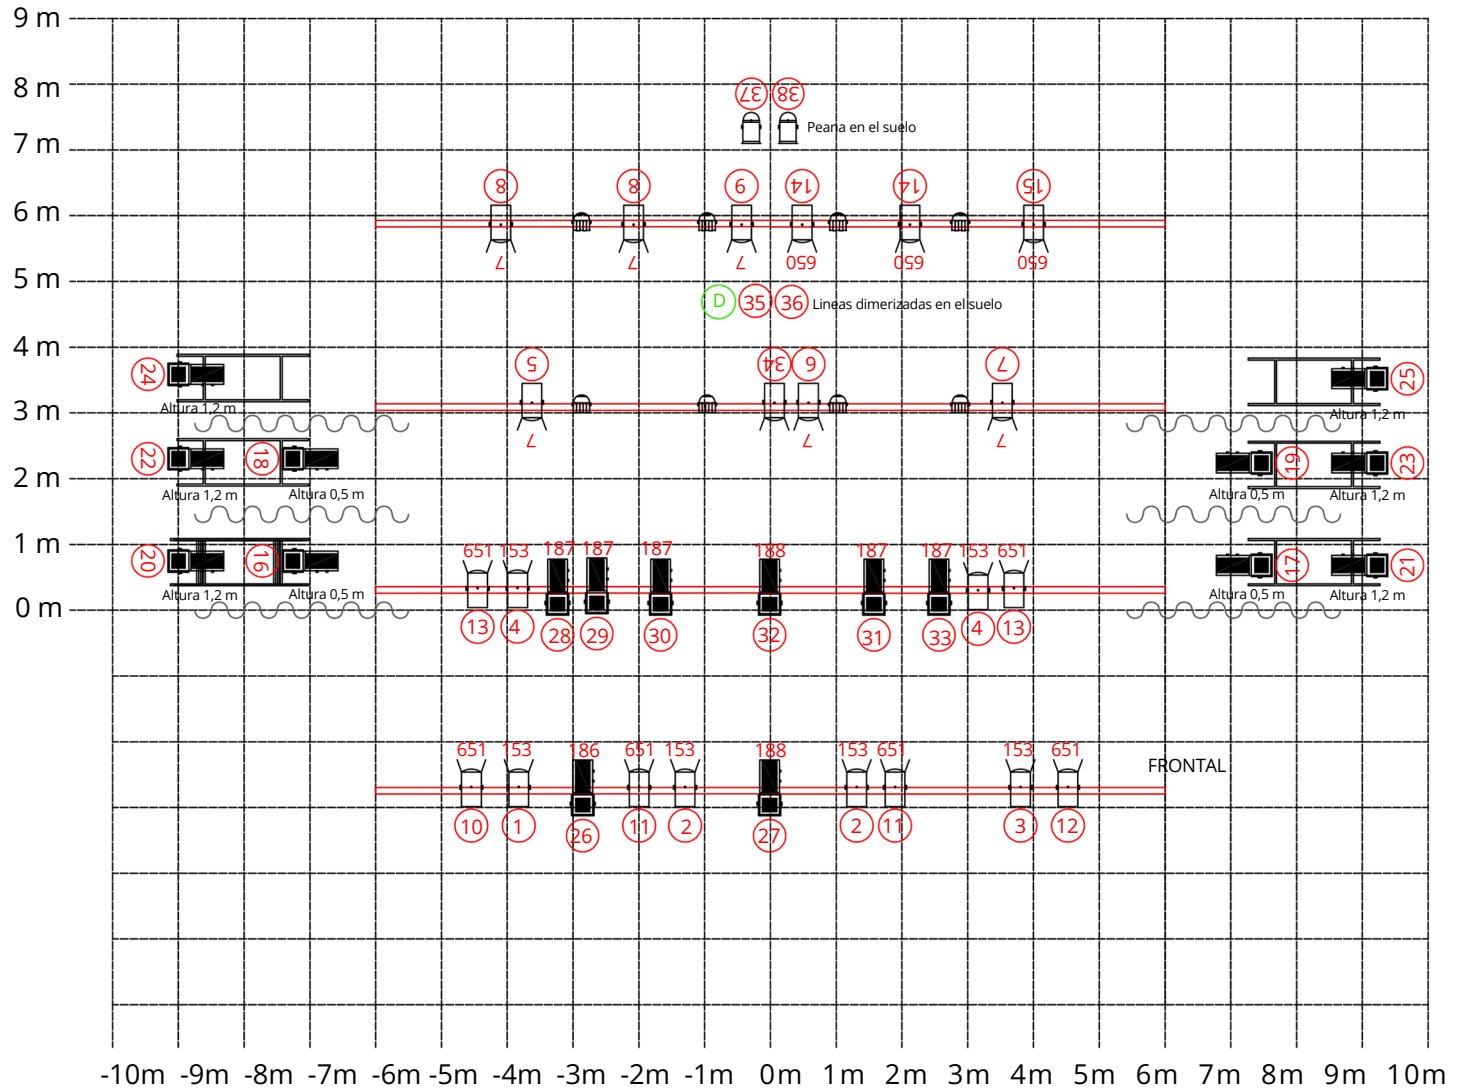 9 m
8 m
37 38
Peana en el suelo
7 m
8 8 9 14 14 15
6 m
7 7 7 650 650 650
5 m
D 35 36 Lineas dimerizadas en el suelo
4 m
5 34 6 7
24 25
Altura 1,2 m Altura 1,2 m
3 m
7 7 7
22 18 19 23
2 m
Altura 1,2 m Altura 0,5 m Altura 0,5 m Altura 1,2 m
1 m
651 153 187 187 187 188 187 187 153 651
20 16 17 21
Altura 1,2 m Altura 0,5 m Altura 0,5 m Altura 1,2 m
0 m
13 4 28 29 30 32 31 33 4 13
651 153 186 651 153 188 153 651 153 651
FRONTAL
10 1 26 11 2 27 2 11 3 12
-10m -9m -8m -7m -6m -5m -4m -3m -2m -1m 0m 1m 2m 3m 4m 5m 6m 7m 8m 9m 10m